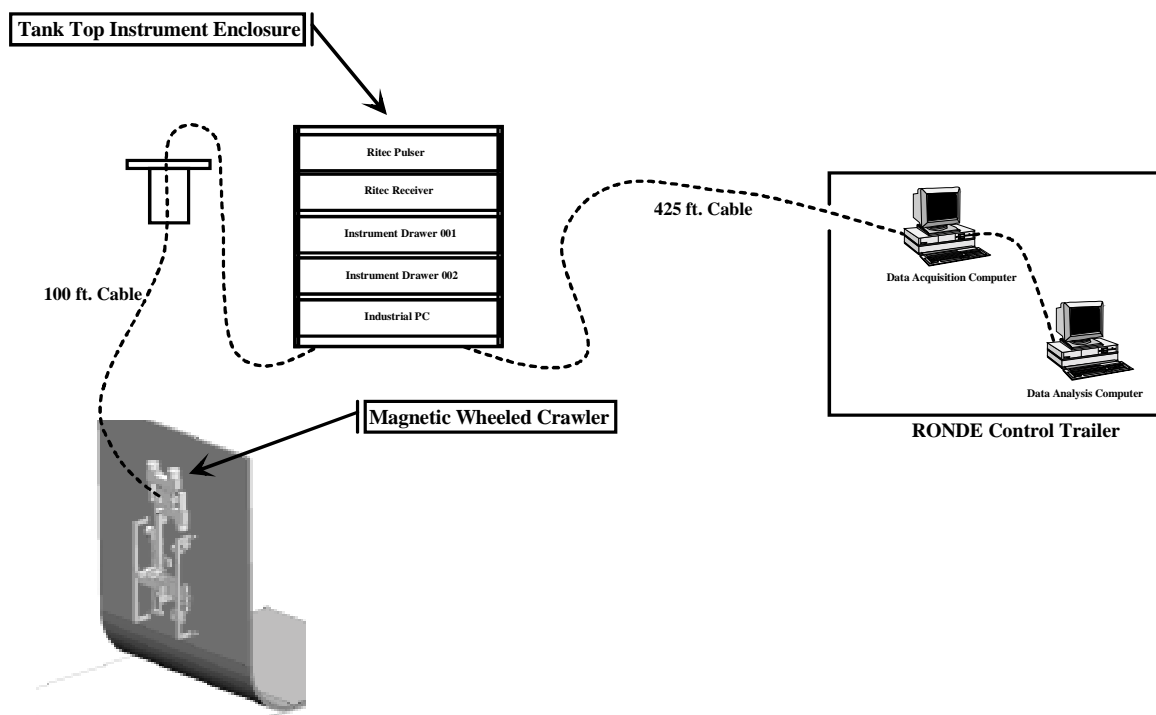 Tank Top Instrument Enclosure
Ritec Pulser
Ritec Receiver
Instrument Drawer 001
Instrument Drawer 002
Industrial PC
100 ft. Cable
425 ft. Cable
Data Acquisition Computer
Data Analysis Computer
RONDE Control Trailer
Magnetic Wheeled Crawler